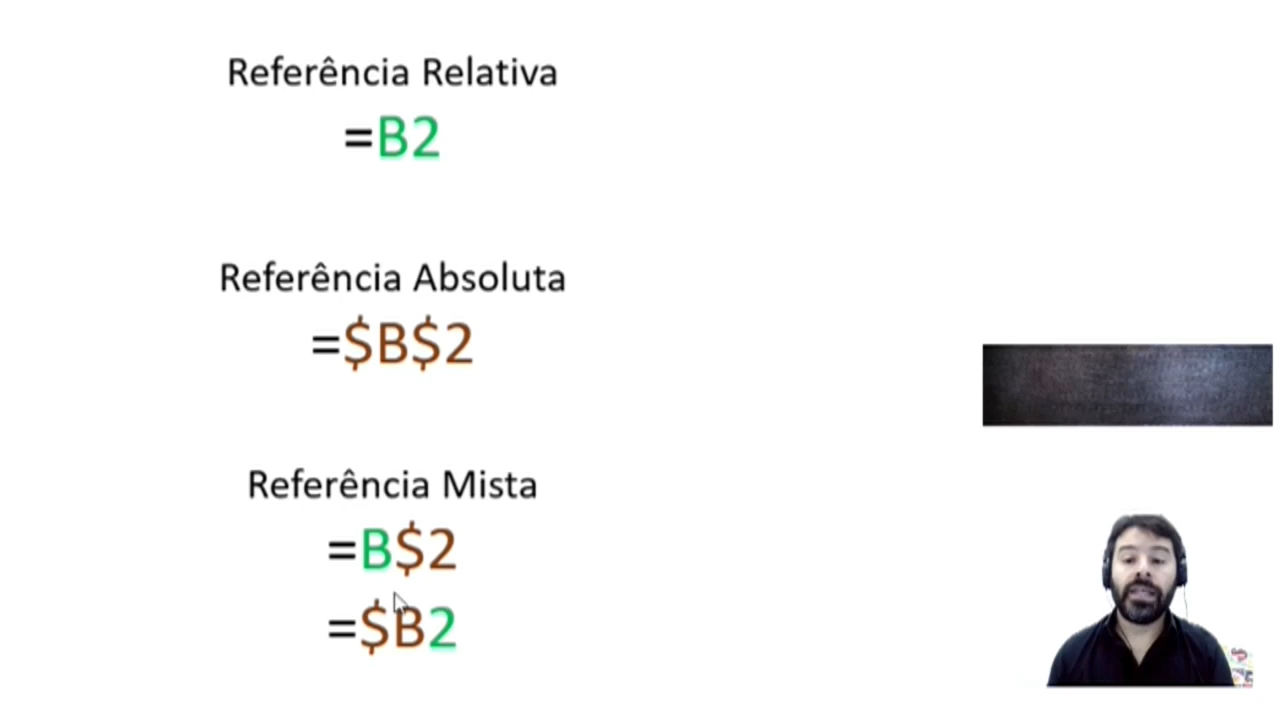 Referência Relativa
=B2
Referência Absoluta
=$B$2
Referência Mista
=B$2
=$B2